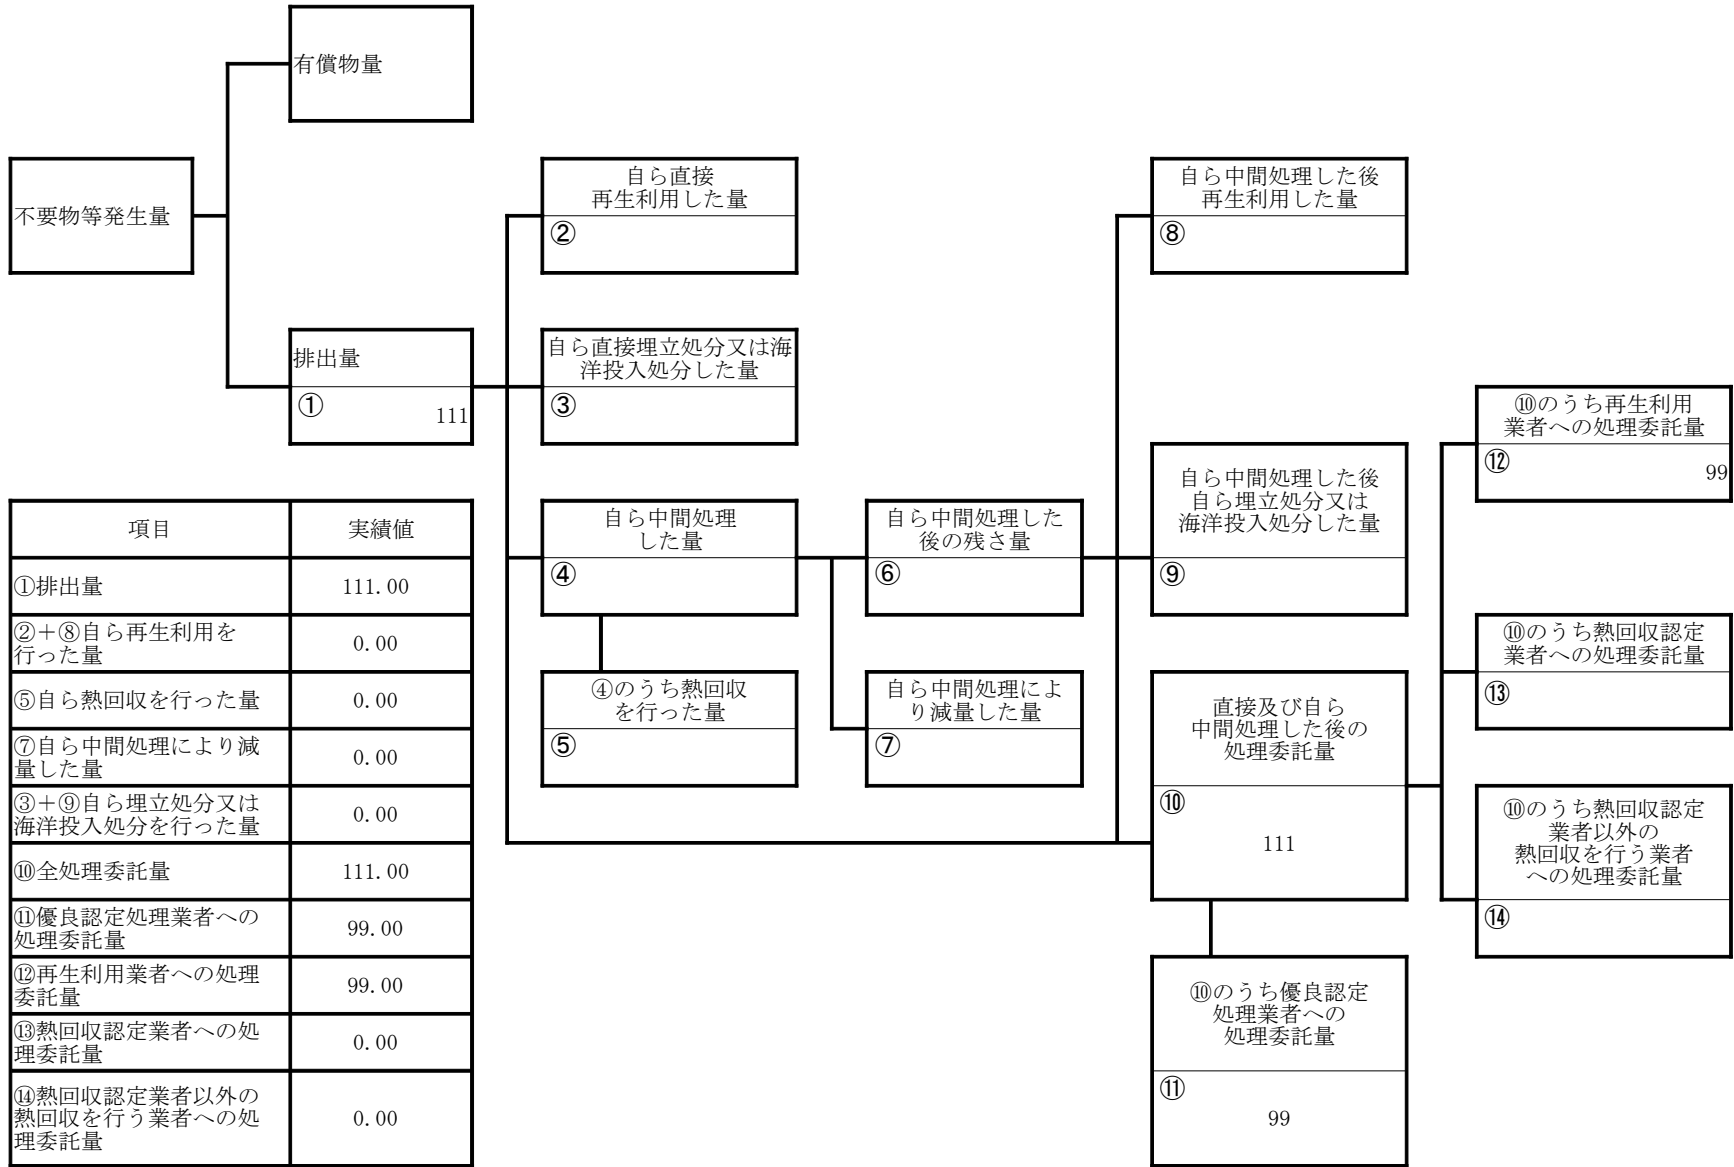 有償物量
不要物等発生量
自ら直接
再生利用した量
②
自ら中間処理した後
再生利用した量
⑧
排出量
①
111
自ら直接埋立処分又は海
洋投入処分した量
③
⑩のうち再生利用
業者への処理委託量
⑫
99
自ら中間処理
した量
④
自ら中間処理した
後の残さ量
⑥
自ら中間処理した後
自ら埋立処分又は
海洋投入処分した量
⑨
⑩のうち熱回収認定
業者への処理委託量
⑬
④のうち熱回収
を行った量
⑤
自ら中間処理によ
り減量した量
⑦
直接及び自ら
中間処理した後の
処理委託量
⑩
111
⑩のうち熱回収認定
業者以外の
熱回収を行う業者
への処理委託量
⑭
⑩のうち優良認定
処理業者への
処理委託量
⑪
99
項目 実績値
①排出量 111.00
②＋⑧自ら再生利用を
行った量 0.00
⑤自ら熱回収を行った量 0.00
⑦自ら中間処理により減
量した量 0.00
③＋⑨自ら埋立処分又は
海洋投入処分を行った量 0.00
⑩全処理委託量 111.00
⑪優良認定処理業者への
処理委託量 99.00
⑫再生利用業者への処理
委託量 99.00
⑬熱回収認定業者への処
理委託量 0.00
⑭熱回収認定業者以外の
熱回収を行う業者への処
理委託量 0.00